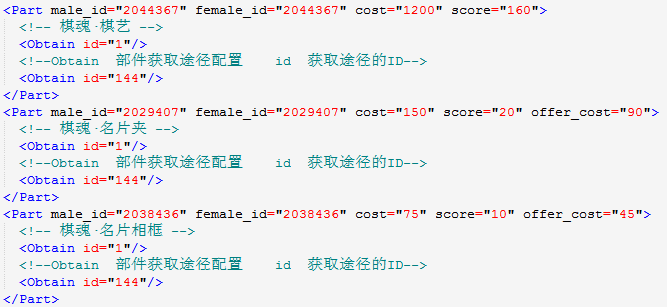 <Part male_id="2044367" female_id="2044367" cost="1200" score="160">
<!-- 棋魂·棋艺 -->
<Obtain id="1"/>
<!--Obtain 部件获取途径配置 id 获取途径的ID-->
<Obtain id="144"/>
</Part>
<Part male_id="2029407" female_id="2029407" cost="150" score="20" offer_cost="90">
<!-- 棋魂·名片夹 -->
<Obtain id="1"/>
<!--Obtain 部件获取途径配置 id 获取途径的ID-->
<Obtain id="144"/>
</Part>
<Part male_id="2038436" female_id="2038436" cost="75" score="10" offer_cost="45">
<!-- 棋魂·名片相框 -->
<Obtain id="1"/>
<!--Obtain 部件获取途径配置 id 获取途径的ID-->
<Obtain id="144"/>
</Part>